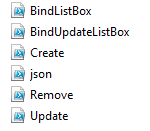 BindListBox
BindUpdateListBox
Create
json
Remove
Update